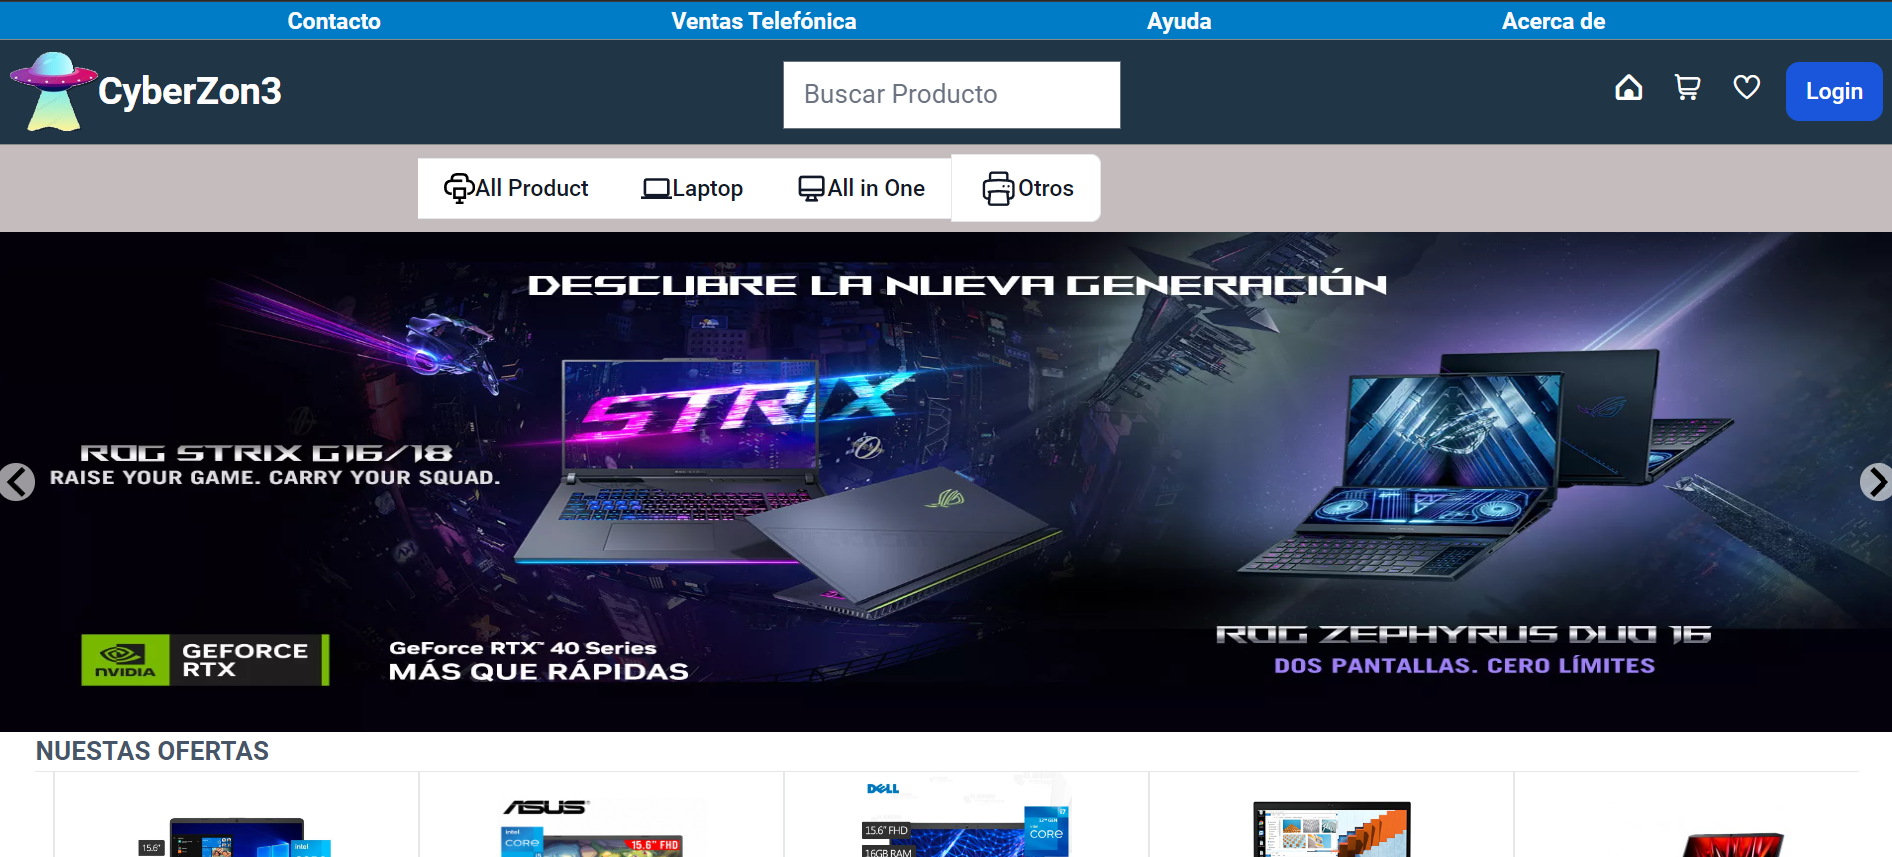 Contacto
Ventas Telefónica
Ayuda
Acerca de
CyberZon3
Buscar Producto
Login
All Product
Laptop
All in One
Otros
DESCUBRE LA NUEVA GENERACIÓN
STRIX
ROG STRIX G16/18
RAISE YOUR GAME. CARRY YOUR SQUAD.
NVIDIA
GEFORCE
RTX
GeForce RTX™ 40 Series
MÁS QUE RÁPIDAS
ROG ZEPHYRUS DUO 16
DOS PANTALLAS. CERO LÍMITES
NUESTAS OFERTAS
15.6"
intel
ASUS
intel
CORE
15.6" FHD
DELL
15.6" FHD
16GB RAM
CORE